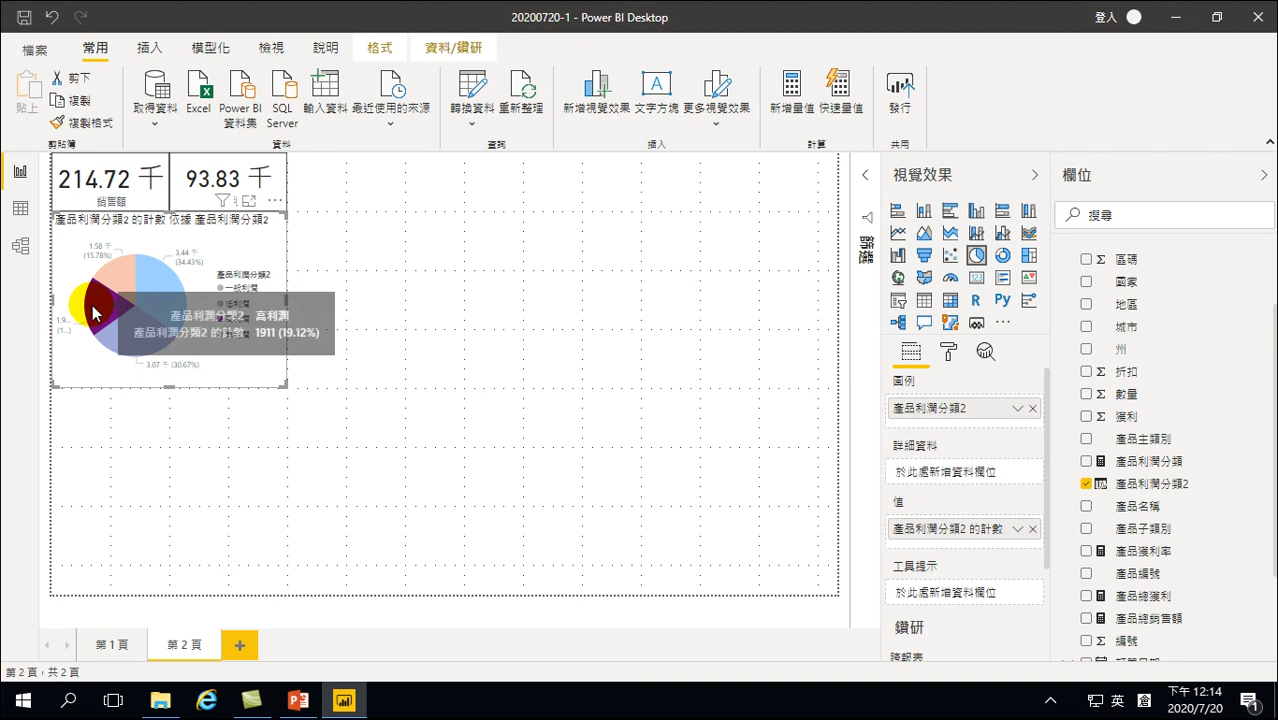 20200720-1 - Power BI Desktop
登入
檔案
常用
插入
模型化
檢視
說明
格式
資料/鑽研
貼上
剪下
複製
複製格式
剪貼簿
取得資料
Excel
Power BI
資料集
SQL
Server
輸入資料
最近使用的來源
資料
轉換資料
重新整理
查詢
新增視覺效果
文字方塊
更多視覺效果
插入
新增量值
快速量值
計算
發行
共用
214.72 千
銷售額
93.83 千
產品利潤分類2 的計數 依據 產品利潤分類2
1.58 千
(15.78%)
3.44 千
(34.43%)
1.9...
(1...)
3.07 千 (30.67%)
產品利潤分類2
一般利潤
低利潤
產品利潤分類2 高利潤
產品利潤分類2 的計數 1911 (19.12%)
篩選
視覺效果
R
Py
圖例
產品利潤分類2
詳細資料
於此處新增資料欄位
值
產品利潤分類2 的計數
工具提示
於此處新增資料欄位
鑽研
跨報表
欄位
搜尋
Σ 區碼
國家
地區
城市
州
Σ 折扣
Σ 數量
Σ 獲利
產品主類別
產品利潤分類
產品利潤分類2
產品名稱
產品子類別
產品獲利率
產品編號
產品總獲利
產品總銷售額
Σ 編號
訂單日期
第 1 頁
第 2 頁
第 2 頁，共 2 頁
英
下午 12:14
2020/7/20
1